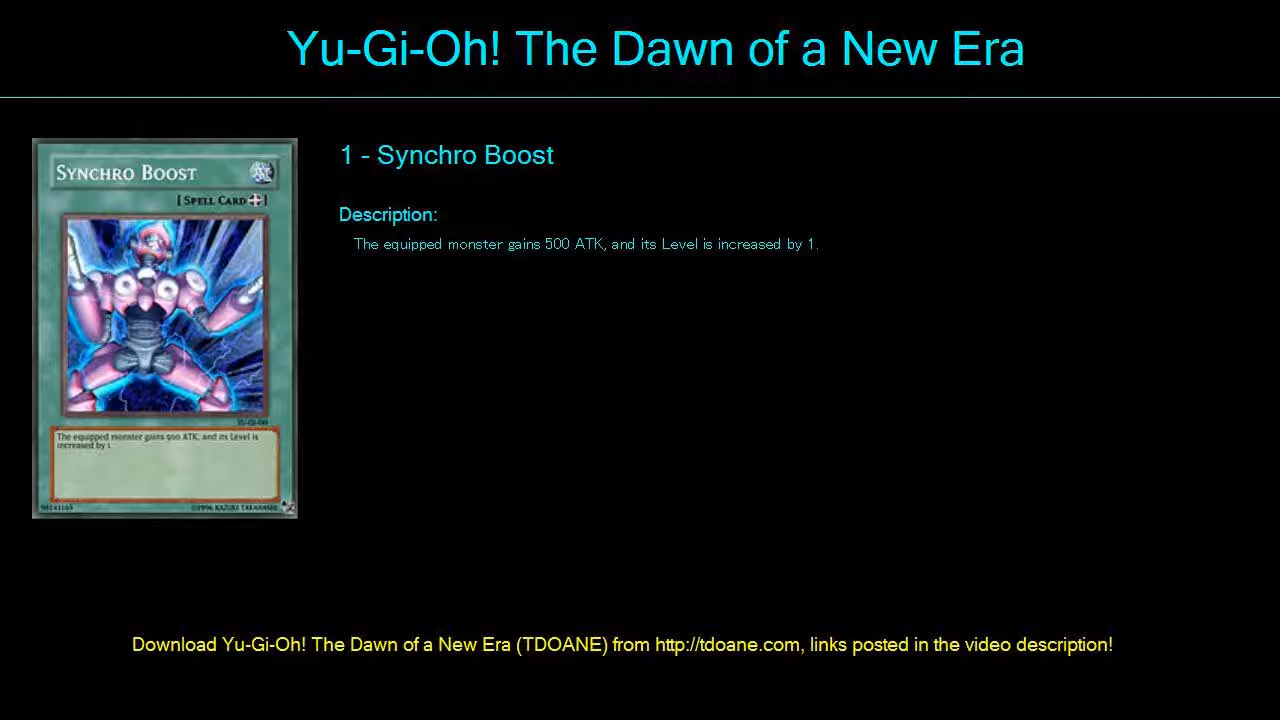 Yu-Gi-Oh! The Dawn of a New Era
1 - Synchro Boost
Description:
The equipped monster gains 500 ATK, and its Level is increased by 1.
SYNCHRO BOOST
[ SPELL CARD ]
The equipped monster gains 500 ATK, and its Level is
increased by 1.
©1996 KAZUKI TAKAHASHI
Download Yu-Gi-Oh! The Dawn of a New Era (TDOANE) from http://tdoane.com, links posted in the video description!